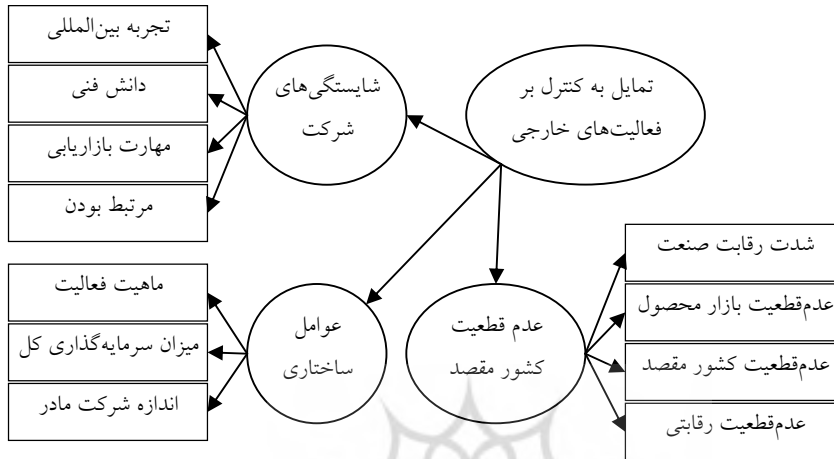 تمایل به کنترل بر
فعالیت‌های خارجی
شایستگی‌های
شرکت
تجربه بین‌المللی
دانش فنی
مهارت بازاریابی
مرتبط بودن
عدم قطعیت
کشور مقصد
شدت رقابت صنعت
عدم‌قطعیت بازار محصول
عدم‌قطعیت کشور مقصد
عدم‌قطعیت رقابتی
عوامل
ساختاری
ماهیت فعالیت
میزان سرمایه‌گذاری کل
اندازه شرکت مادر